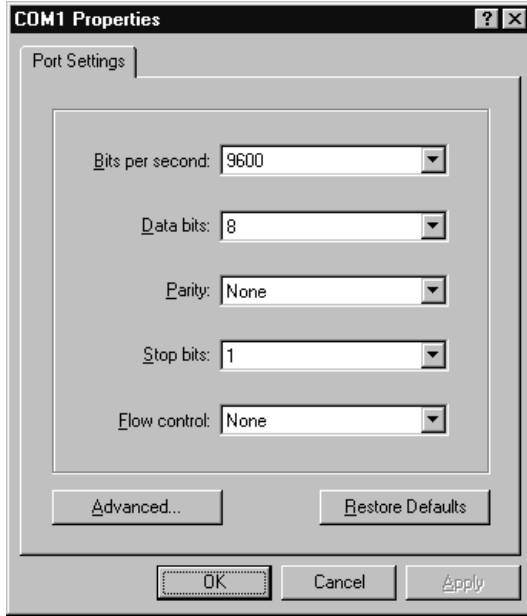 COM1 Properties
Port Settings
Bits per second: 9600
Data bits: 8
Parity: None
Stop bits: 1
Flow control: None
Advanced... Restore Defaults
OK Cancel Apply